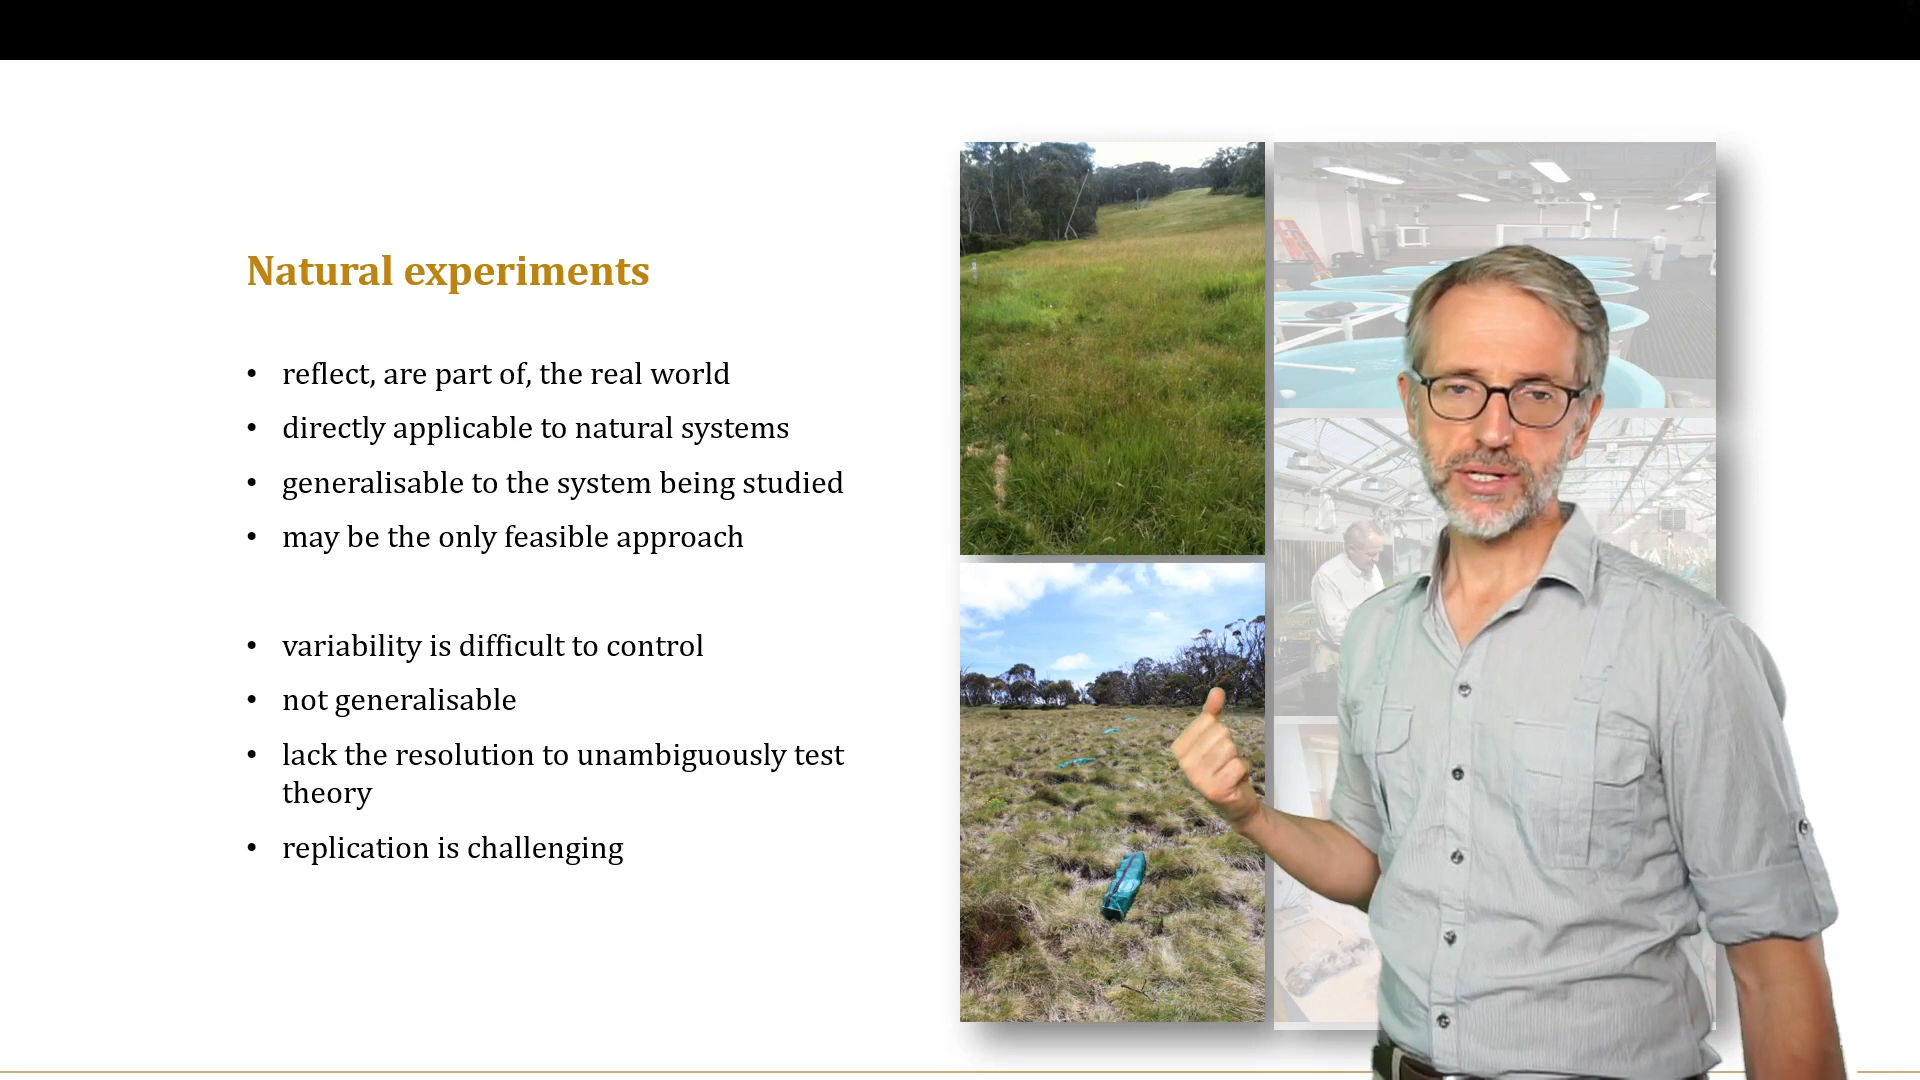 Natural experiments
• reflect, are part of, the real world
• directly applicable to natural systems
• generalisable to the system being studied
• may be the only feasible approach
• variability is difficult to control
• not generalisable
• lack the resolution to unambiguously test
theory
• replication is challenging